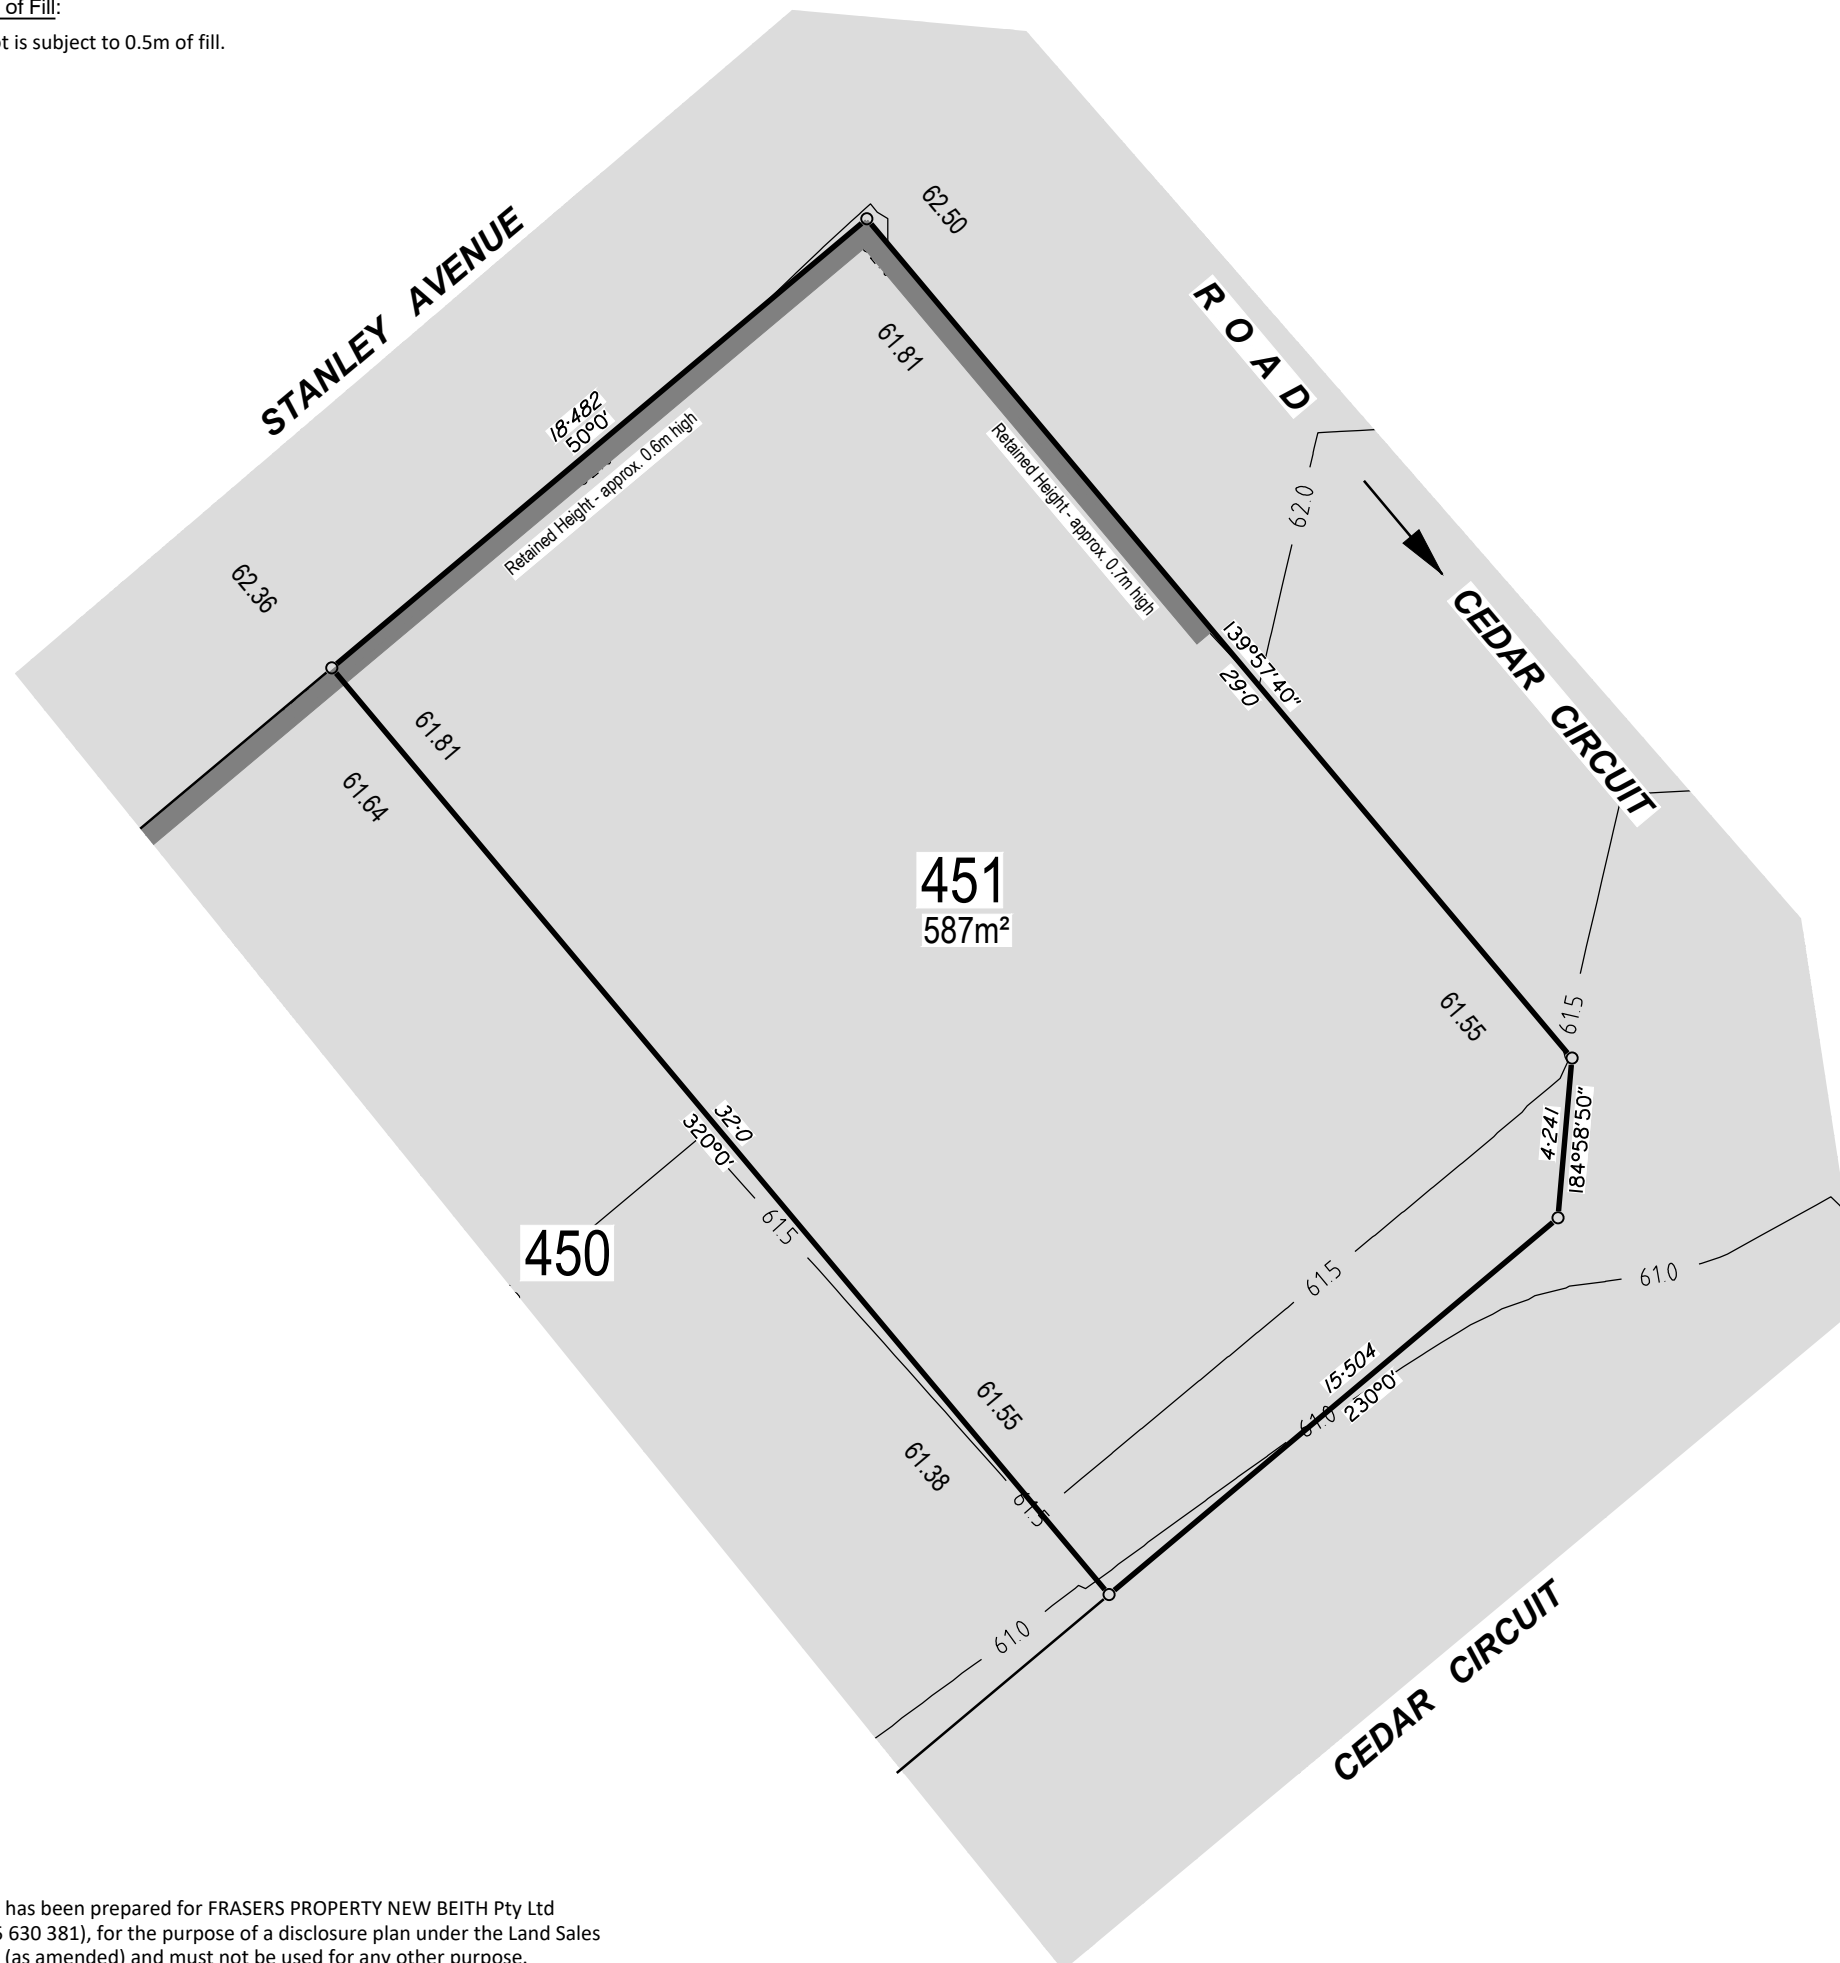 of Fill:
t is subject to 0.5m of fill.
STANLEY AVENUE
62.50
ROAD
61.81
18·482
50°0'
Retained Height - approx. 0.6m high
Retained Height - approx. 0.7m high
62.0
62.36
CEDAR CIRCUIT
139°57'40"
29·0
61.81
61.64
451
587m²
61.55
61.5
32·0
320°0'
4·241
184°58'50"
61.5
450
61.5
61.0
15·504
230°0'
61.0
61.55
61.38
61.5
61.0
CEDAR CIRCUIT
has been prepared for FRASERS PROPERTY NEW BEITH Pty Ltd
630 381), for the purpose of a disclosure plan under the Land Sales
(as amended) and must not be used for any other purpose.